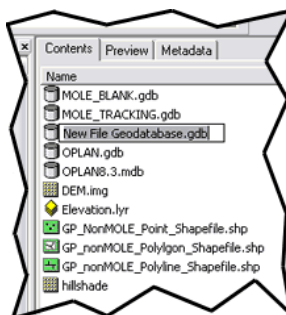 Contents Preview Metadata
Name
MOLE_BLANK.gdb
MOLE_TRACKING.gdb
New File Geodatabase.gdb
OPLAN.gdb
OPLAN8.3.mdb
DEM.img
Elevation.lyr
GP_NonMOLE_Point_Shapefile.shp
GP_nonMOLE_Polylgon_Shapefile.shp
GP_nonMOLE_Polyline_Shapefile.shp
hillshade